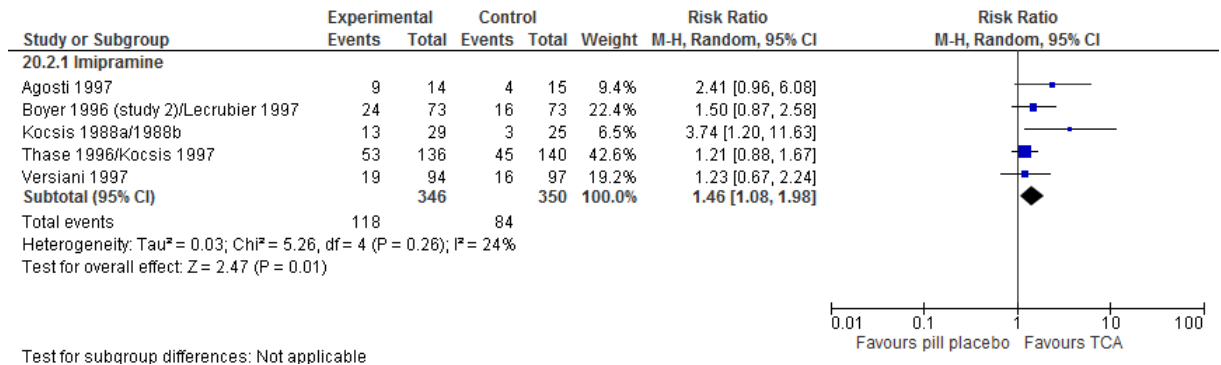 Experimental Control Risk Ratio Risk Ratio
Study or Subgroup Events Total Events Total Weight M-H, Random, 95% CI M-H, Random, 95% CI
20.2.1 Imipramine
Agosti 1997 9 14 4 15 9.4% 2.41 [0.96, 6.08]
Boyer 1996 (study 2)/Lecrubier 1997 24 73 16 73 22.4% 1.50 [0.87, 2.58]
Kocsis 1988a/1988b 13 29 3 25 6.5% 3.74 [1.20, 11.63]
Thase 1996/Kocsis 1997 53 136 45 140 42.6% 1.21 [0.88, 1.67]
Versiani 1997 19 94 16 97 19.2% 1.23 [0.67, 2.24]
Subtotal (95% CI) 346 350 100.0% 1.46 [1.08, 1.98]
Total events 118 84
Heterogeneity: Tau² = 0.03; Chi² = 5.26, df = 4 (P = 0.26); I² = 24%
Test for overall effect: Z = 2.47 (P = 0.01)
0.01 0.1 1 10 100
Favours pill placebo Favours TCA
Test for subgroup differences: Not applicable